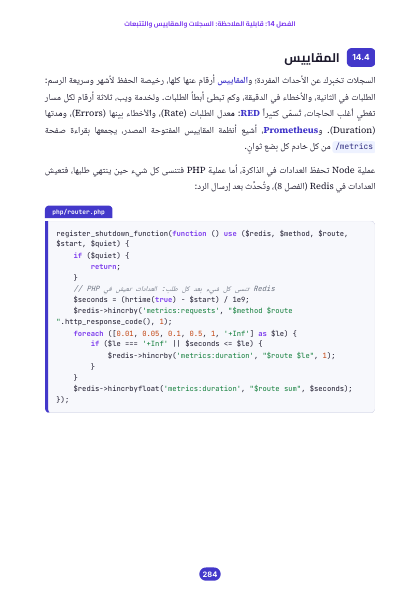 الفصل 14: قابلية الملاحظة: السجلات والمقاييس والتتبعات
14.4 المقاييس
السجلات تخبرك عن الأحداث المفردة؛ والمقاييس أرقام عنها كلها، رخيصة الحفظ لأشهر وسريعة الرسم:
الطلبات في الثانية، والأخطاء في الدقيقة، وكم تبطئ أبطأ الطلبات. ولخدمة ويب، ثلاثة أرقام لكل مسار
تغطي أغلب الحاجات، تُسمّى كثيراً RED: معدل الطلبات (Rate)، والأخطاء بينها (Errors)، ومدتها
(Duration). وPrometheus، أشيع أنظمة المقاييس المفتوحة المصدر، يجمعها بقراءة صفحة
/metrics من كل خادم كل بضع ثوانٍ.
عملية Node تحفظ العدادات في الذاكرة، أما عملية PHP فتنسى كل شيء حين ينتهي طلبها، فتعيش
العدادات في Redis (الفصل 8)، وتُحدَّث بعد إرسال الرد:
php/router.php
register_shutdown_function(function () use ($redis, $method, $route,
$start, $quiet) {
if ($quiet) {
return;
}
// PHP تنسى كل شيء بعد كل طلب: العدادات تعيش في Redis
$seconds = (hrtime(true) - $start) / 1e9;
$redis->hincrby('metrics:requests', "$method $route
".http_response_code(), 1);
foreach ([0.01, 0.05, 0.1, 0.5, 1, '+Inf'] as $le) {
if ($le === '+Inf' || $seconds <= $le) {
$redis->hincrby('metrics:duration', "$route $le", 1);
}
}
$redis->hincrbyfloat('metrics:duration', "$route sum", $seconds);
});
284